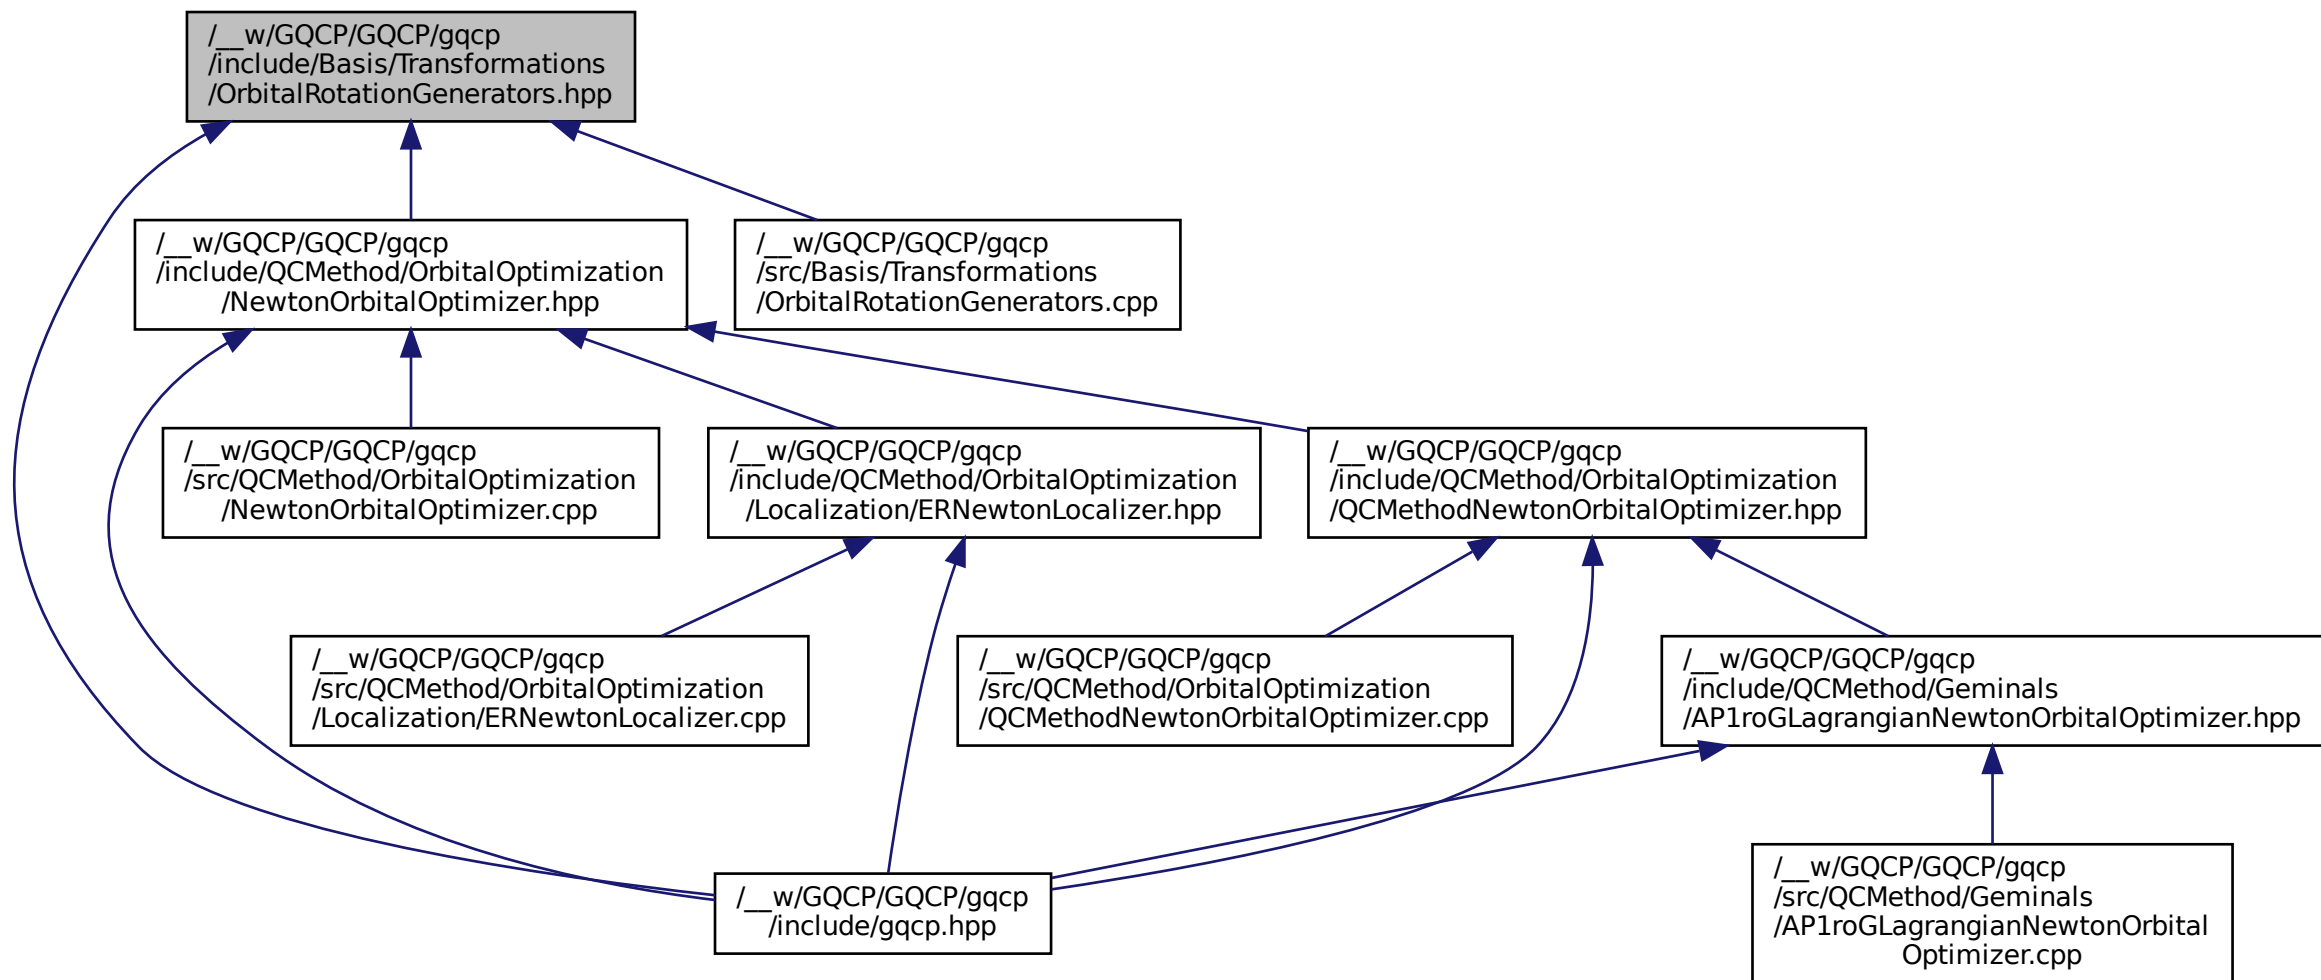 /__w/GQCP/GQCP/gqcp
/include/Basis/Transformations
/OrbitalRotationGenerators.hpp
/__w/GQCP/GQCP/gqcp
/include/QCMethod/OrbitalOptimization
/NewtonOrbitalOptimizer.hpp
/__w/GQCP/GQCP/gqcp
/src/Basis/Transformations
/OrbitalRotationGenerators.cpp
/__w/GQCP/GQCP/gqcp
/src/QCMethod/OrbitalOptimization
/NewtonOrbitalOptimizer.cpp
/__w/GQCP/GQCP/gqcp
/include/QCMethod/OrbitalOptimization
/Localization/ERNewtonLocalizer.hpp
/__w/GQCP/GQCP/gqcp
/include/QCMethod/OrbitalOptimization
/QCMethodNewtonOrbitalOptimizer.hpp
/__w/GQCP/GQCP/gqcp
/src/QCMethod/OrbitalOptimization
/Localization/ERNewtonLocalizer.cpp
/__w/GQCP/GQCP/gqcp
/src/QCMethod/OrbitalOptimization
/QCMethodNewtonOrbitalOptimizer.cpp
/__w/GQCP/GQCP/gqcp
/include/QCMethod/Geminals
/AP1roGLagrangianNewtonOrbitalOptimizer.hpp
/__w/GQCP/GQCP/gqcp
/include/gqcp.hpp
/__w/GQCP/GQCP/gqcp
/src/QCMethod/Geminals
/AP1roGLagrangianNewtonOrbital
Optimizer.cpp